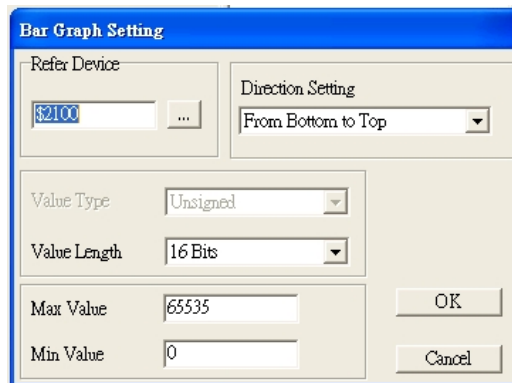 Bar Graph Setting
Refer Device
$2100
...
Direction Setting
From Bottom to Top
Value Type
Unsigned
Value Length
16 Bits
Max Value
65535
Min Value
0
OK
Cancel